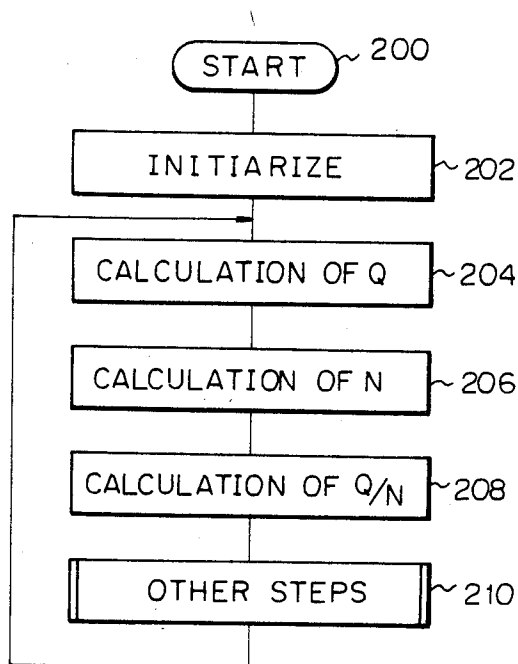 START 200
INITIARIZE 202
CALCULATION OF Q 204
CALCULATION OF N 206
CALCULATION OF Q/N 208
OTHER STEPS 210